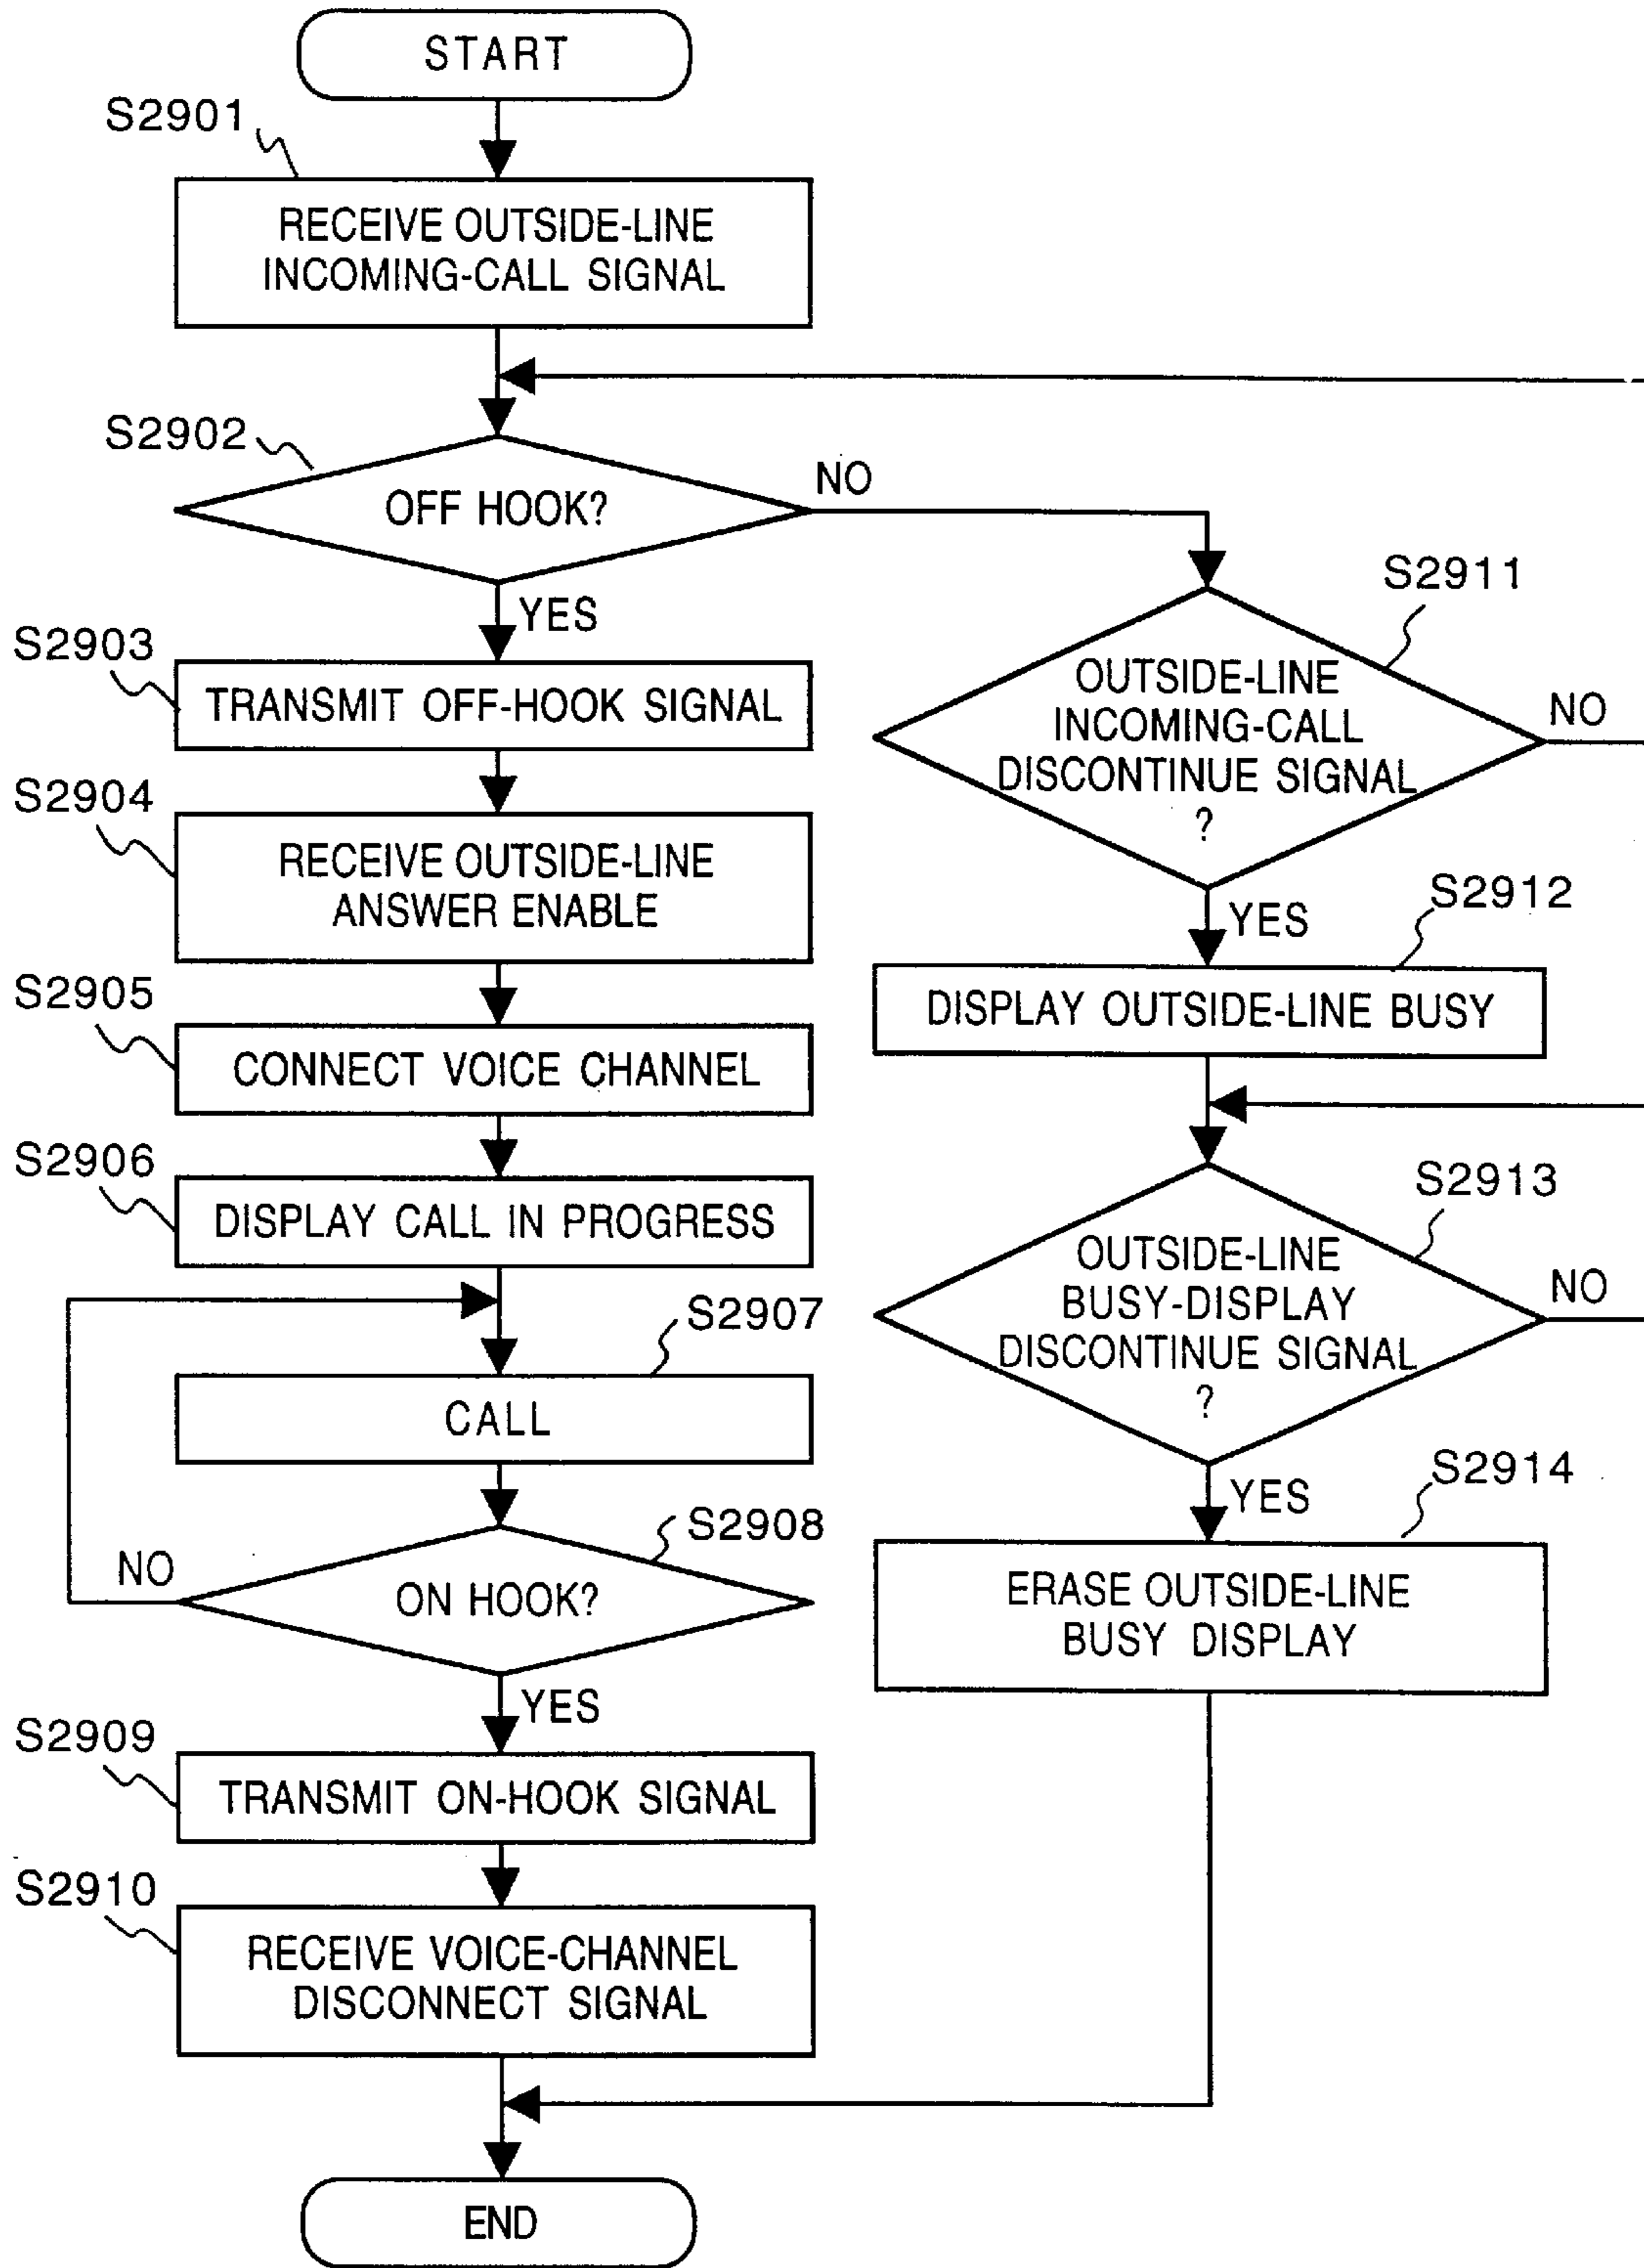 START
S2901
RECEIVE OUTSIDE-LINE
INCOMING-CALL SIGNAL
S2902
OFF HOOK?
NO
YES
S2903
TRANSMIT OFF-HOOK SIGNAL
S2904
RECEIVE OUTSIDE-LINE
ANSWER ENABLE
S2905
CONNECT VOICE CHANNEL
S2906
DISPLAY CALL IN PROGRESS
S2907
CALL
S2908
ON HOOK?
NO
YES
S2909
TRANSMIT ON-HOOK SIGNAL
S2910
RECEIVE VOICE-CHANNEL
DISCONNECT SIGNAL
S2911
OUTSIDE-LINE
INCOMING-CALL
DISCONTINUE SIGNAL
?
NO
YES
S2912
DISPLAY OUTSIDE-LINE BUSY
S2913
OUTSIDE-LINE
BUSY-DISPLAY
DISCONTINUE SIGNAL
?
NO
YES
S2914
ERASE OUTSIDE-LINE
BUSY DISPLAY
END